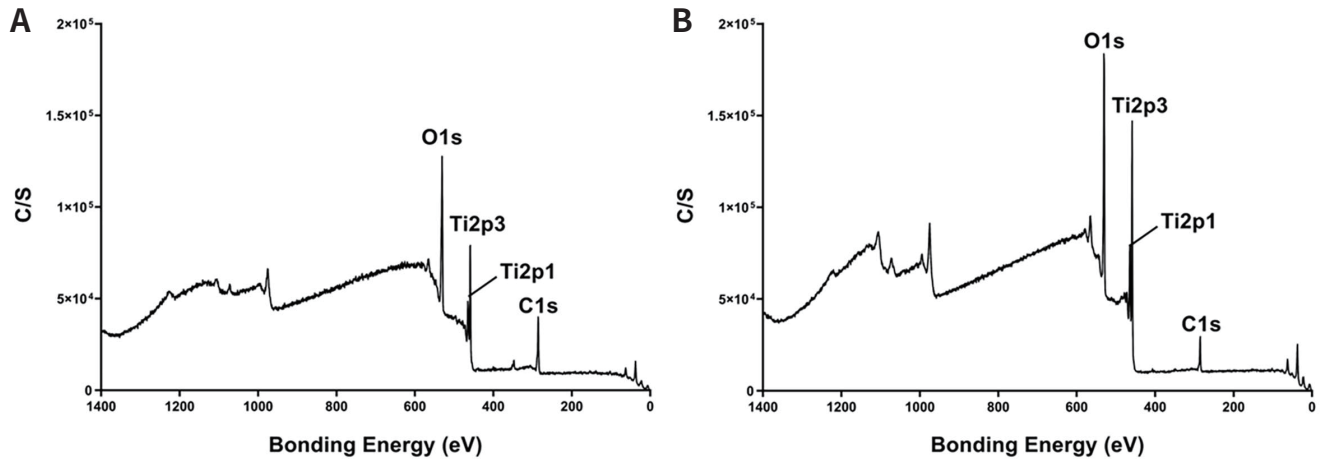 A
2×10⁵
1.5×10⁵
1×10⁵
5×10⁴
0
C/S
O1s
Ti2p3
Ti2p1
C1s
1400 1200 1000 800 600 400 200 0
Bonding Energy (eV)
B
2×10⁵
1.5×10⁵
1×10⁵
5×10⁴
0
C/S
O1s
Ti2p3
Ti2p1
C1s
1400 1200 1000 800 600 400 200 0
Bonding Energy (eV)